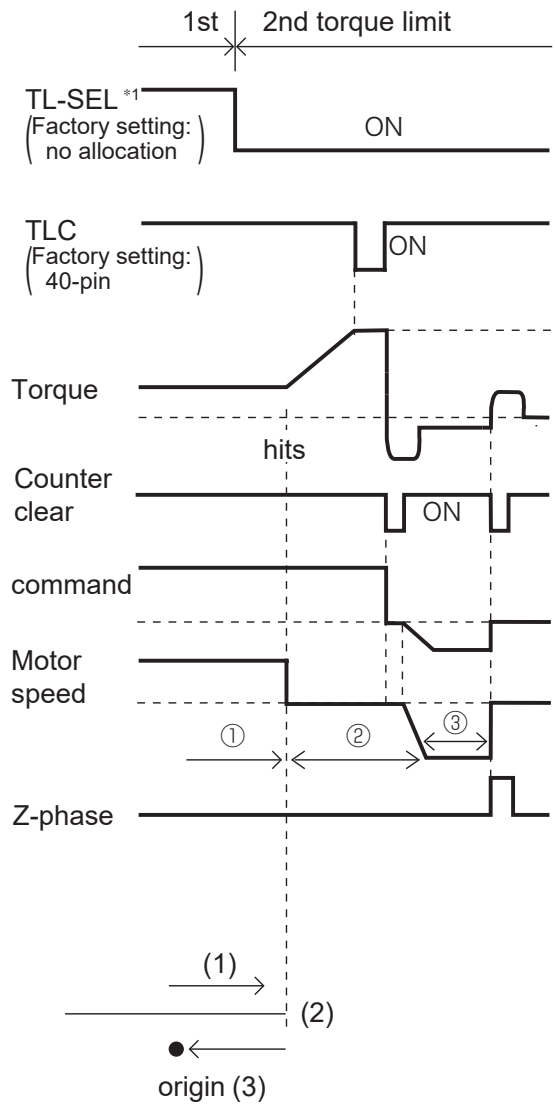 1st
2nd torque limit
TL-SEL *1
(Factory setting:
no allocation)
ON
TLC
(Factory setting:
40-pin)
ON
Torque
hits
Counter
clear
ON
command
Motor
speed
①
②
③
Z-phase
(1)
(2)
origin (3)